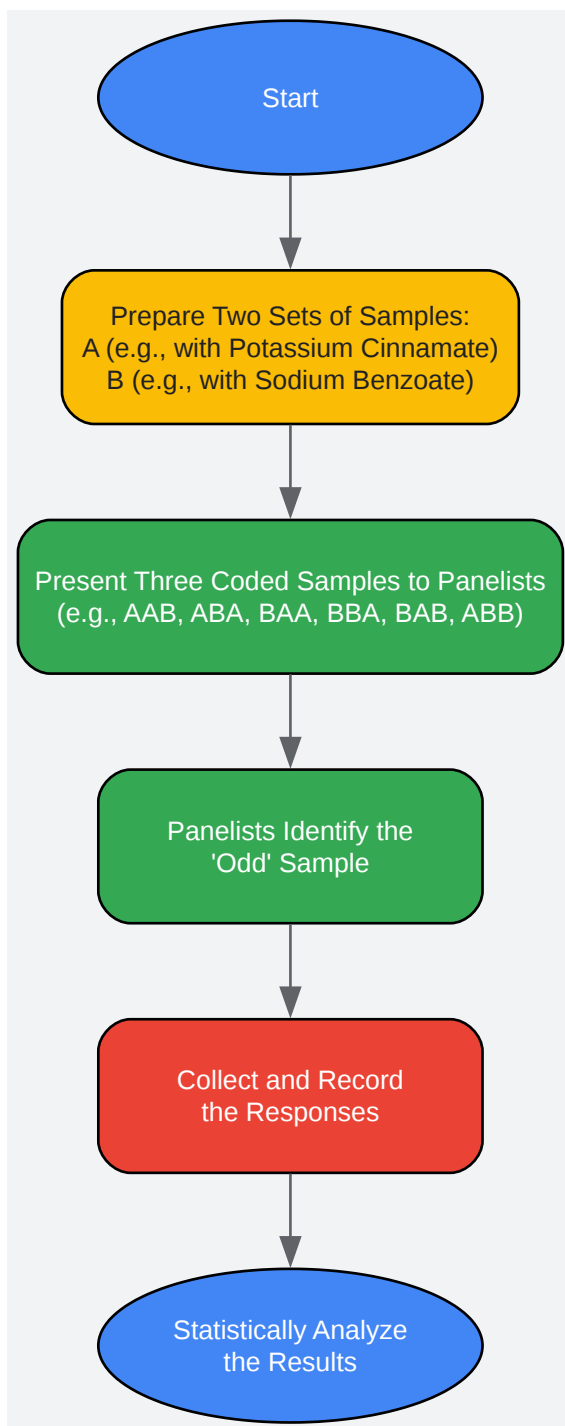 Start
Prepare Two Sets of Samples:
A (e.g., with Potassium Cinnamate)
B (e.g., with Sodium Benzoate)
Present Three Coded Samples to Panelists
(e.g., AAB, ABA, BAA, BBA, BAB, ABB)
Panelists Identify the
'Odd' Sample
Collect and Record
the Responses
Statistically Analyze
the Results